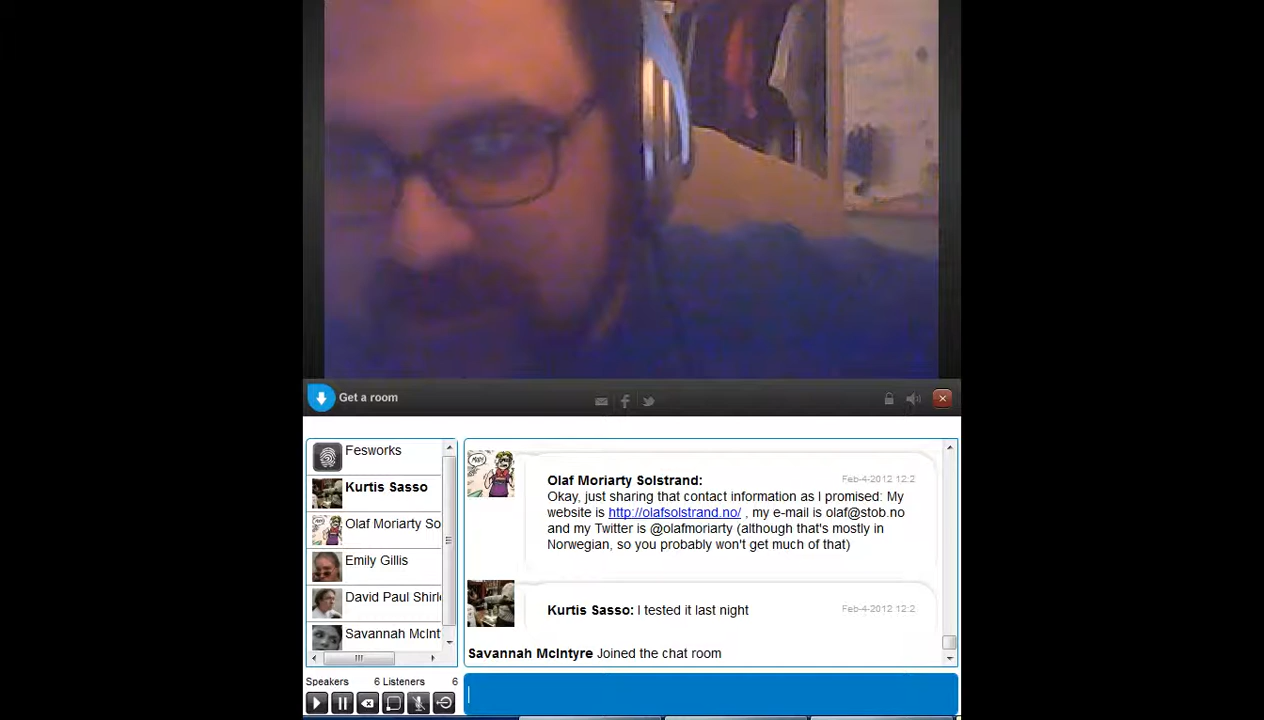 Get a room
Fesworks
Kurtis Sasso
Olaf Moriarty So
Emily Gillis
David Paul Shirl
Savannah McInt
Speakers 6 Listeners 6
Olaf Moriarty Solstrand: Feb-4-2012 12:2
Okay, just sharing that contact information as I promised: My
website is http://olafsolstrand.no/ , my e-mail is olaf@stob.no
and my Twitter is @olafmoriarty (although that's mostly in
Norwegian, so you probably won't get much of that)
Kurtis Sasso: I tested it last night Feb-4-2012 12:2
Savannah McIntyre Joined the chat room